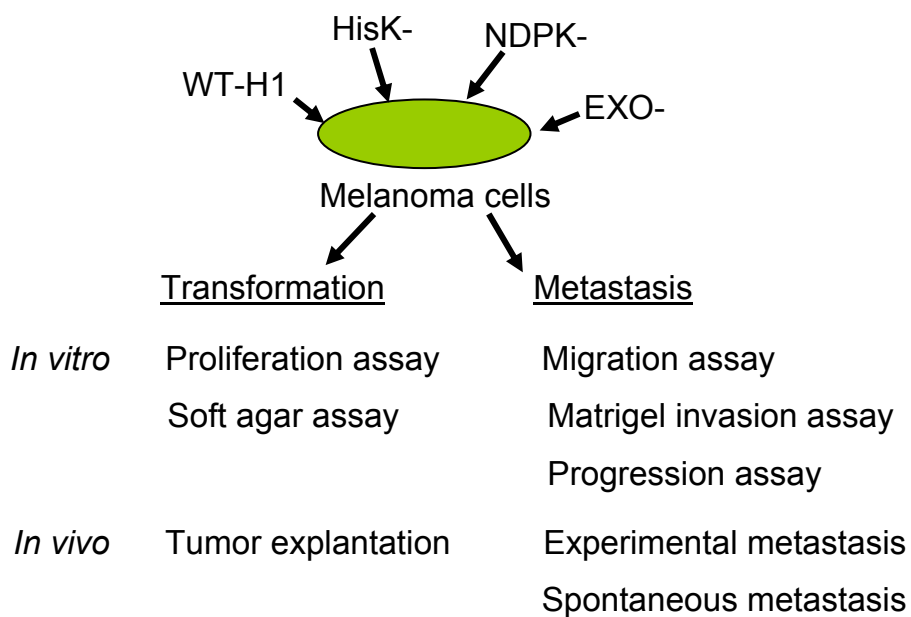 HisK-
NDPK-
WT-H1
EXO-
Melanoma cells
Transformation
Metastasis
In vitro
Proliferation assay
Migration assay
Soft agar assay
Matrigel invasion assay
Progression assay
In vivo
Tumor explantation
Experimental metastasis
Spontaneous metastasis